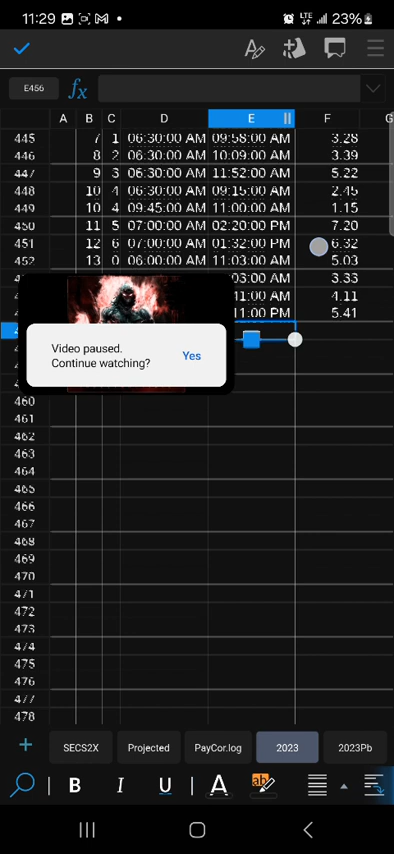 11:29 LTE 23%
E456 fx
A B C D E F G
445 7 1 06:30:00 AM 09:58:00 AM 3.28
446 8 2 06:30:00 AM 10:09:00 AM 3.39
447 9 3 06:30:00 AM 11:52:00 AM 5.22
448 10 4 06:30:00 AM 09:15:00 AM 2.45
449 10 4 09:45:00 AM 11:00:00 AM 1.15
450 11 5 07:00:00 AM 02:20:00 PM 7.20
451 12 6 07:00:00 AM 01:32:00 PM 6.32
452 13 0 06:00:00 AM 11:03:00 AM 5.03
03:00 AM 3.33
41:00 AM 4.11
11:00 PM 5.41
Video paused.
Continue watching?
Yes
460
461
462
463
464
465
466
467
468
469
470
471
472
473
474
475
476
477
478
+ SECS2X Projected PayCor.log 2023 2023Pb
B I U A ab